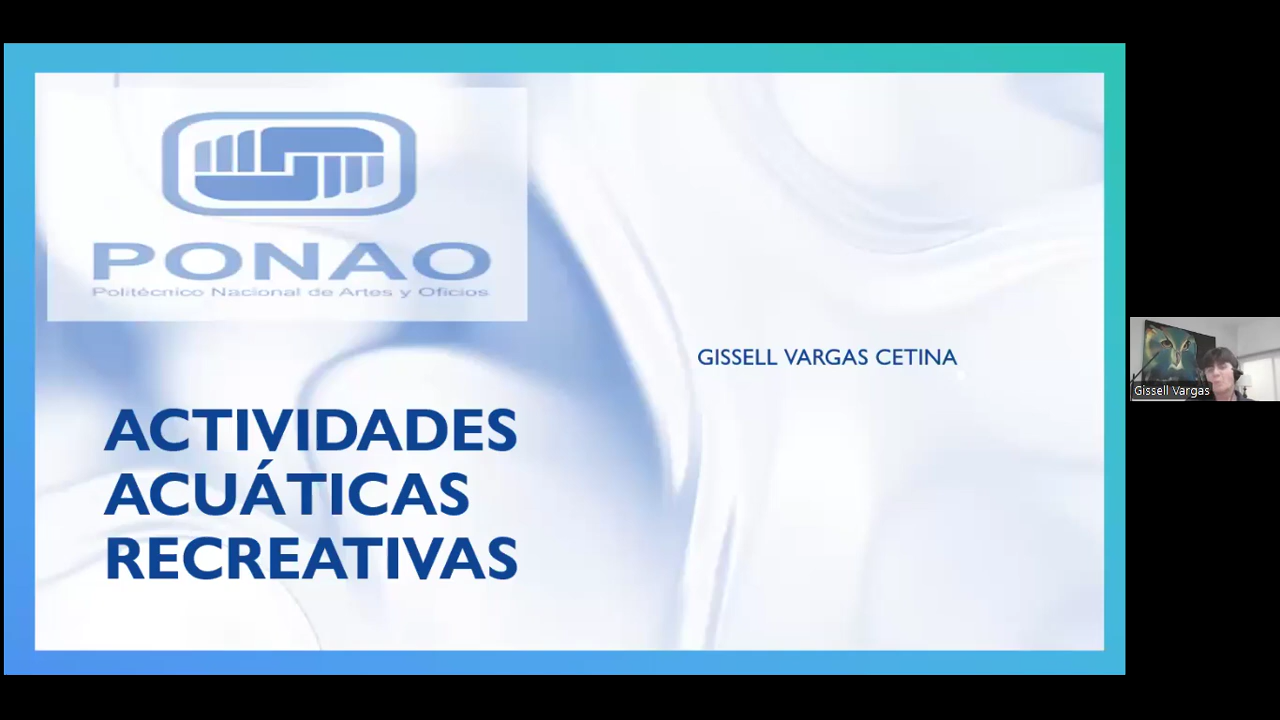 PONAO
Politécnico Nacional de Artes y Oficios
GISSELL VARGAS CETINA
ACTIVIDADES
ACUÁTICAS
RECREATIVAS
Gissell Vargas